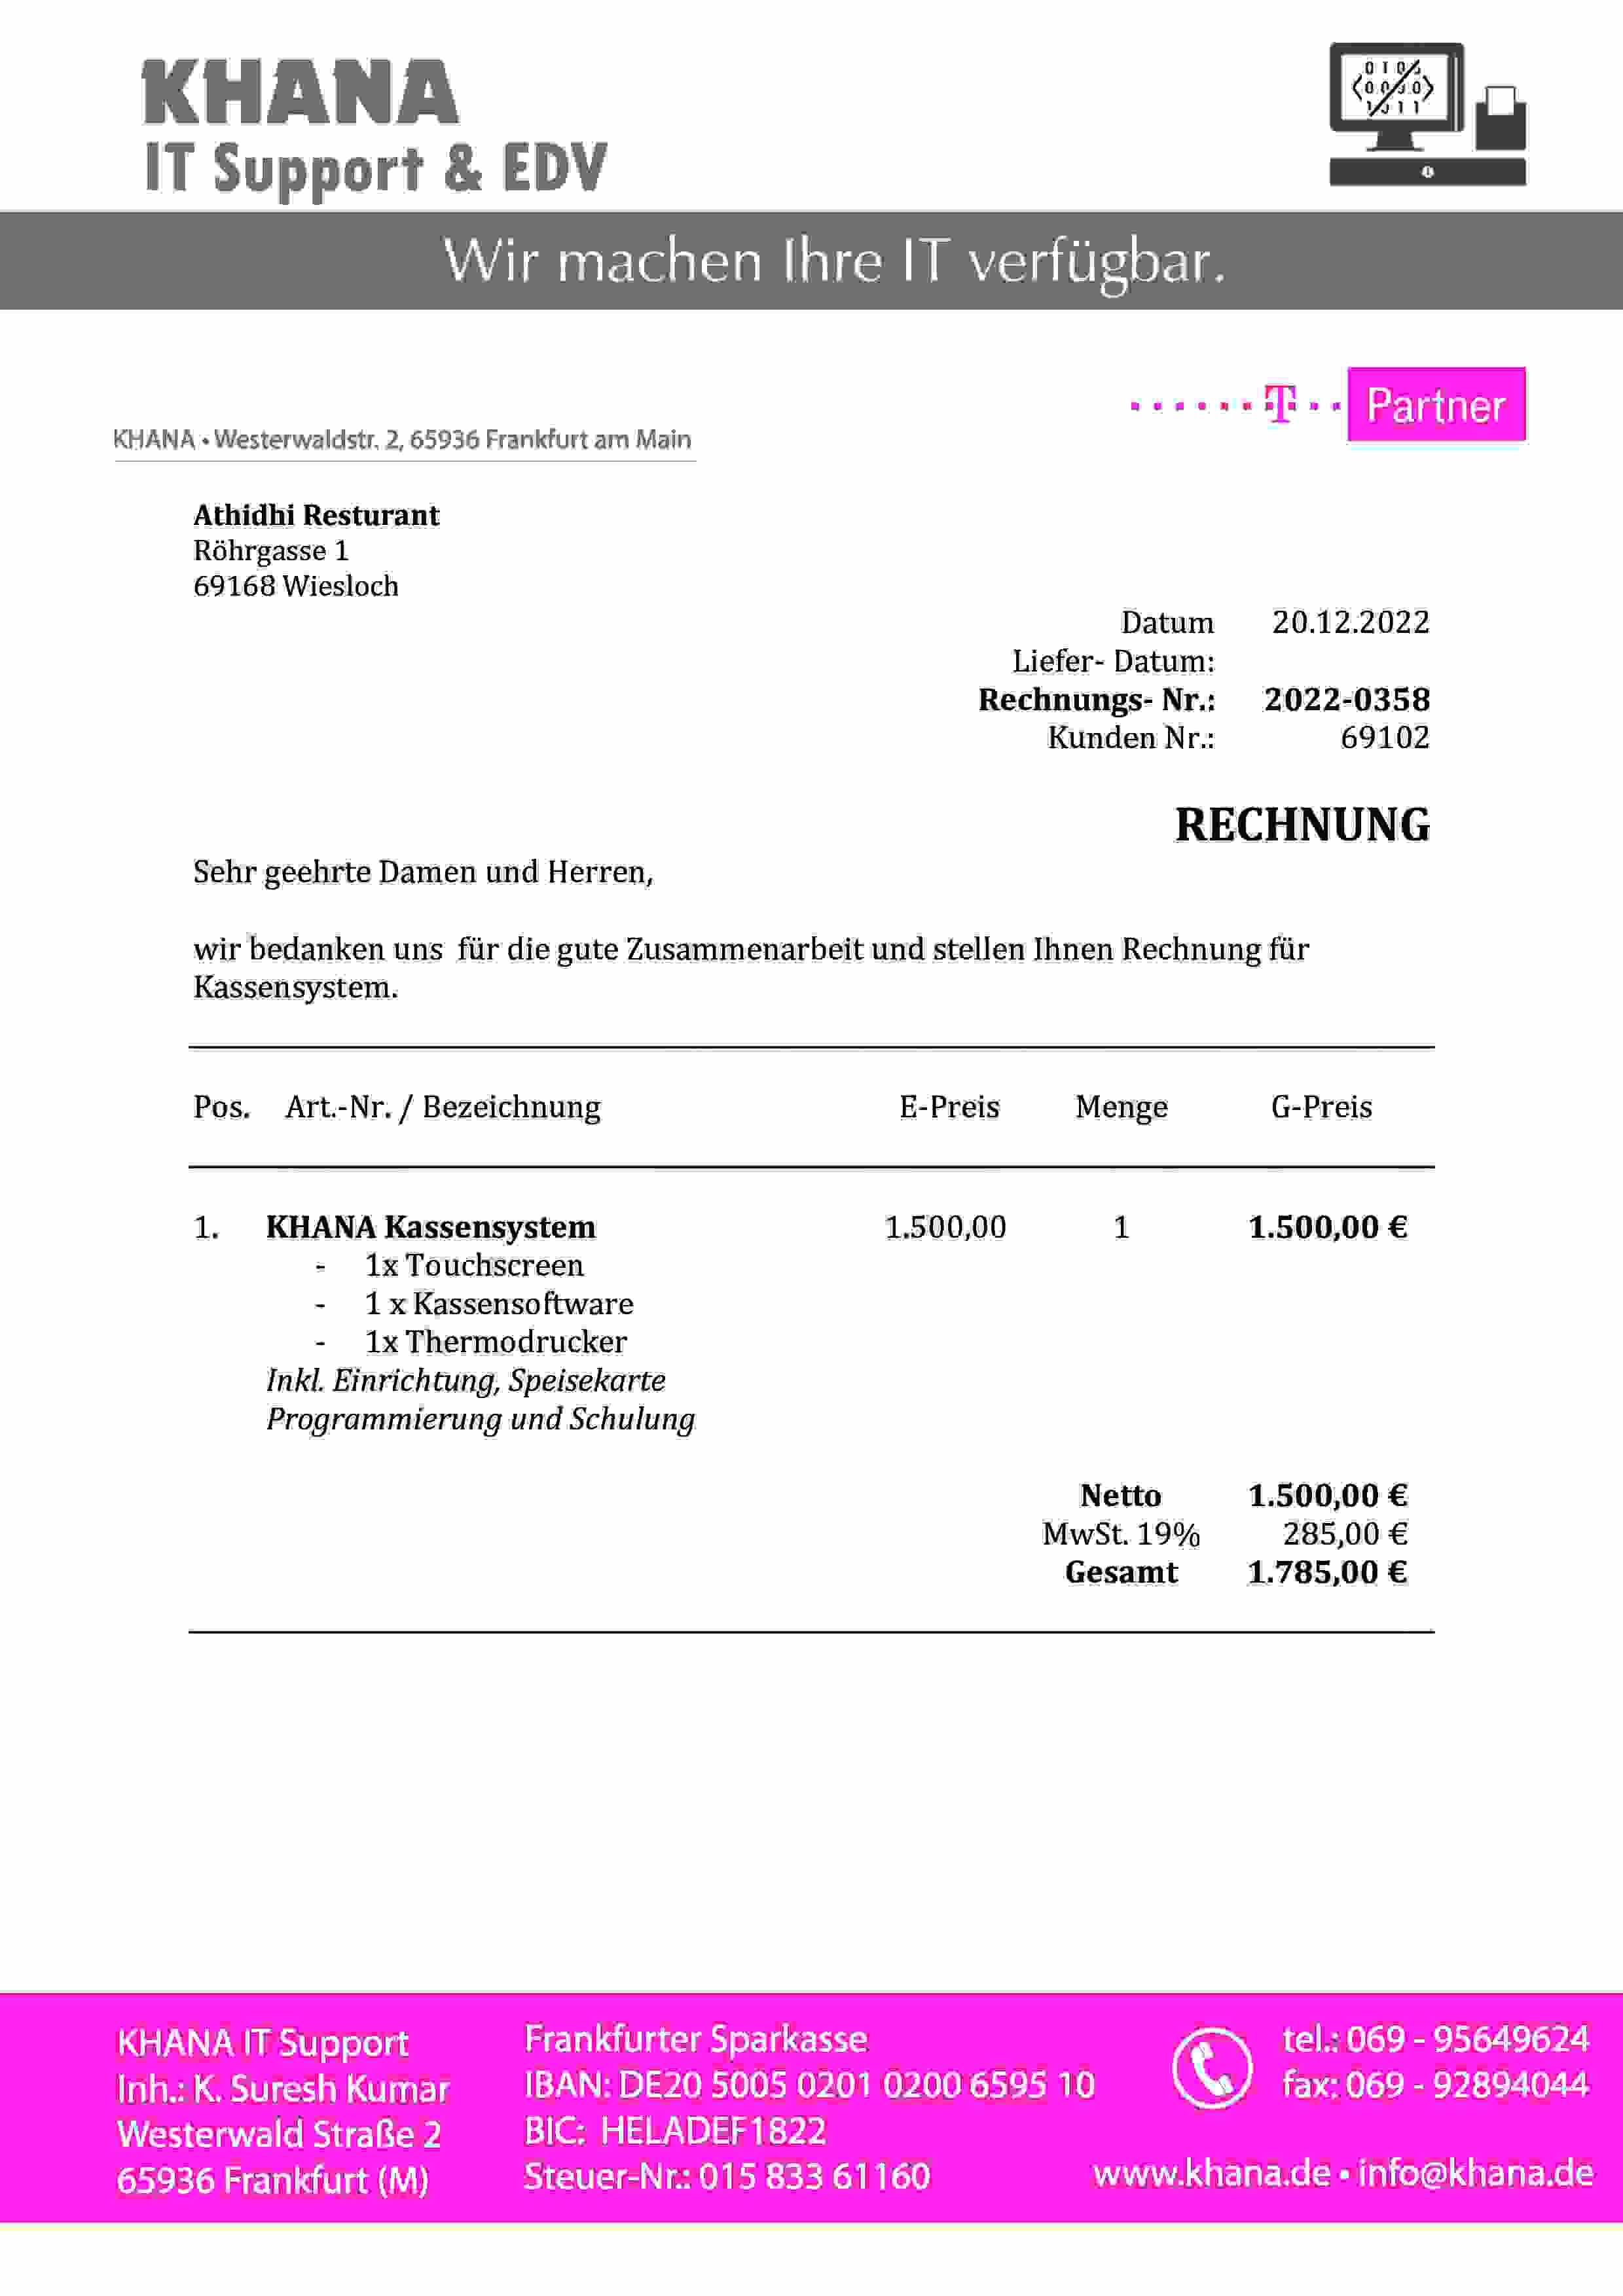 KHANA
IT Support & EDV
Wir machen Ihre IT verfügbar.
T Partner
KHANA • Westerwaldstr. 2, 65936 Frankfurt am Main
Athidhi Resturant
Röhrgasse 1
69168 Wiesloch
Datum 20.12.2022
Liefer- Datum:
Rechnungs- Nr.: 2022-0358
Kunden Nr.: 69102
RECHNUNG
Sehr geehrte Damen und Herren,
wir bedanken uns für die gute Zusammenarbeit und stellen Ihnen Rechnung für
Kassensystem.
Pos. Art.-Nr. / Bezeichnung E-Preis Menge G-Preis
1. KHANA Kassensystem 1.500,00 1 1.500,00 €
- 1x Touchscreen
- 1 x Kassensoftware
- 1x Thermodrucker
Inkl. Einrichtung, Speisekarte
Programmierung und Schulung
Netto 1.500,00 €
MwSt. 19% 285,00 €
Gesamt 1.785,00 €
KHANA IT Support
Inh.: K. Suresh Kumar
Westerwald Straße 2
65936 Frankfurt (M)
Frankfurter Sparkasse
IBAN: DE20 5005 0201 0200 6595 10
BIC: HELADEF1822
Steuer-Nr.: 015 833 61160
tel.: 069 - 95649624
fax: 069 - 92894044
www.khana.de • info@khana.de